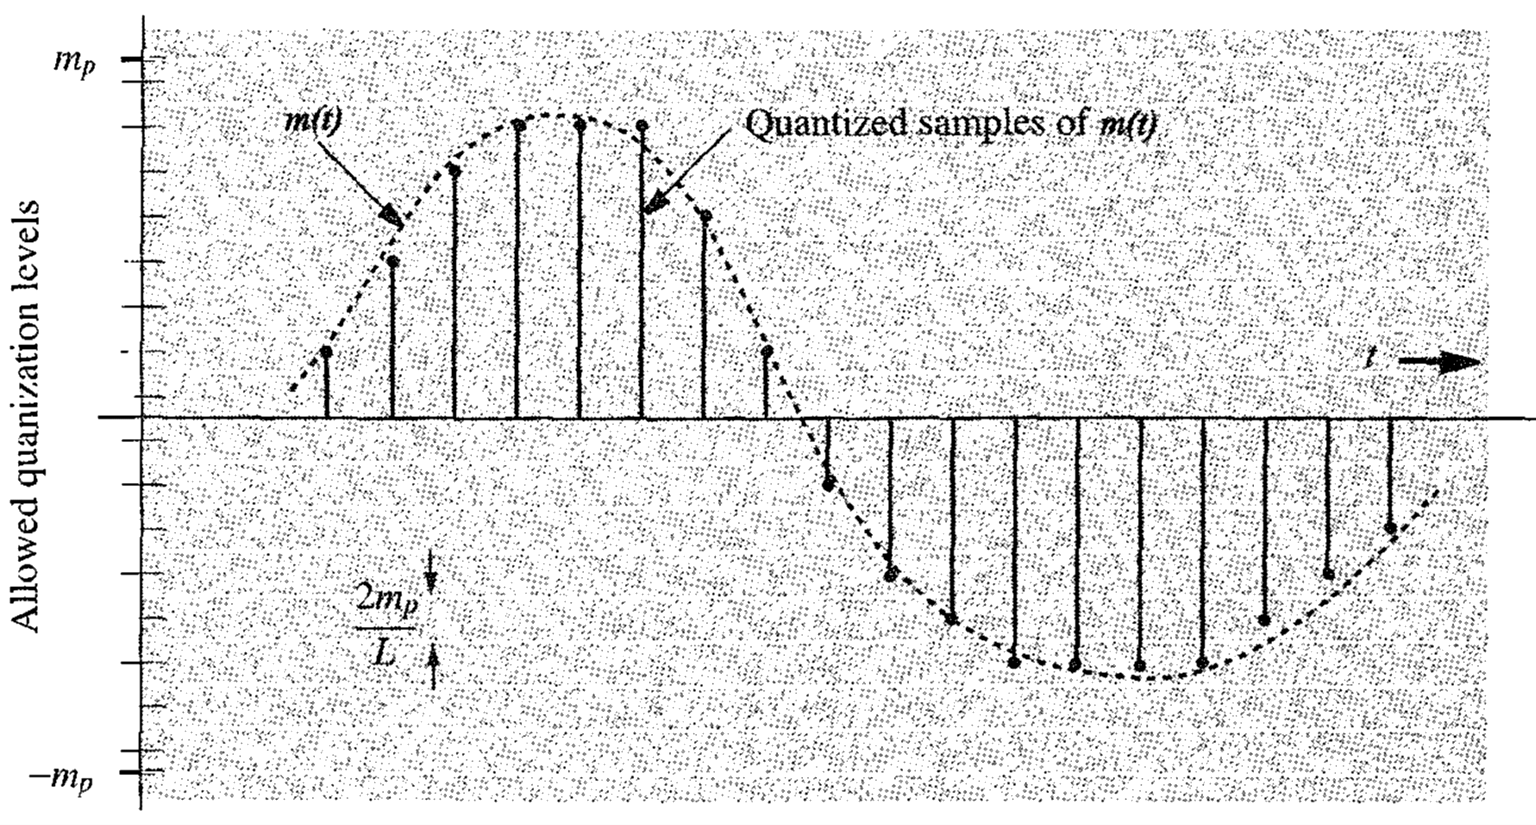 m_p
m(t)
Quantized samples of m(t)
Allowed quanization levels
t
2m_p
L
−m_p